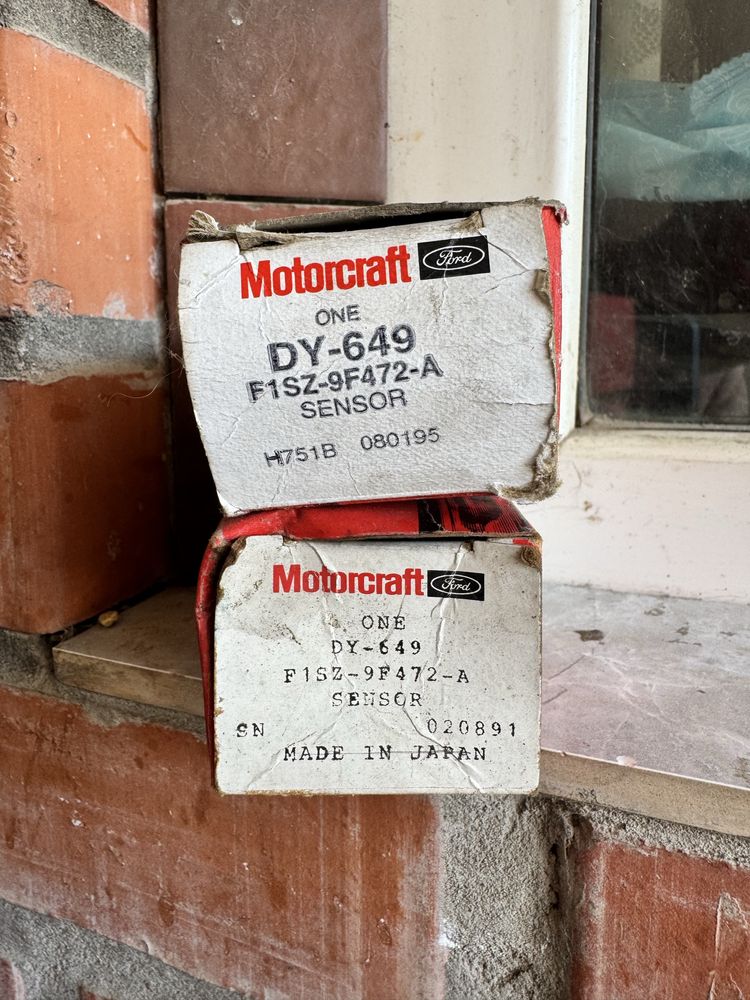 Motorcraft Ford
ONE
DY-649
F1SZ-9F472-A
SENSOR
H751B 080195
Motorcraft Ford
ONE
DY-649
F1SZ-9F472-A
SENSOR
SN 020891
MADE IN JAPAN